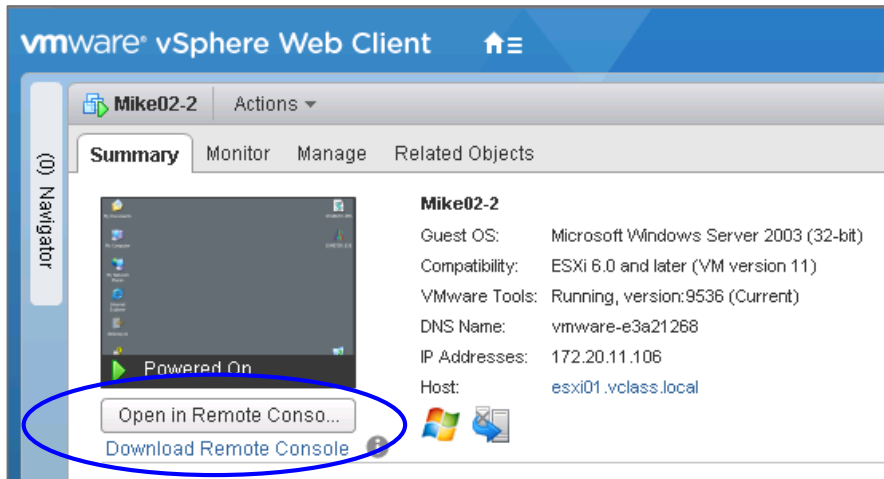 vmware® vSphere Web Client
Mike02-2 Actions
Summary Monitor Manage Related Objects
(0) Navigator
Mike02-2
Guest OS: Microsoft Windows Server 2003 (32-bit)
Compatibility: ESXi 6.0 and later (VM version 11)
VMware Tools: Running, version:9536 (Current)
DNS Name: vmware-e3a21268
IP Addresses: 172.20.11.106
Host: esxi01.vclass.local
Powered On
Open in Remote Conso...
Download Remote Console